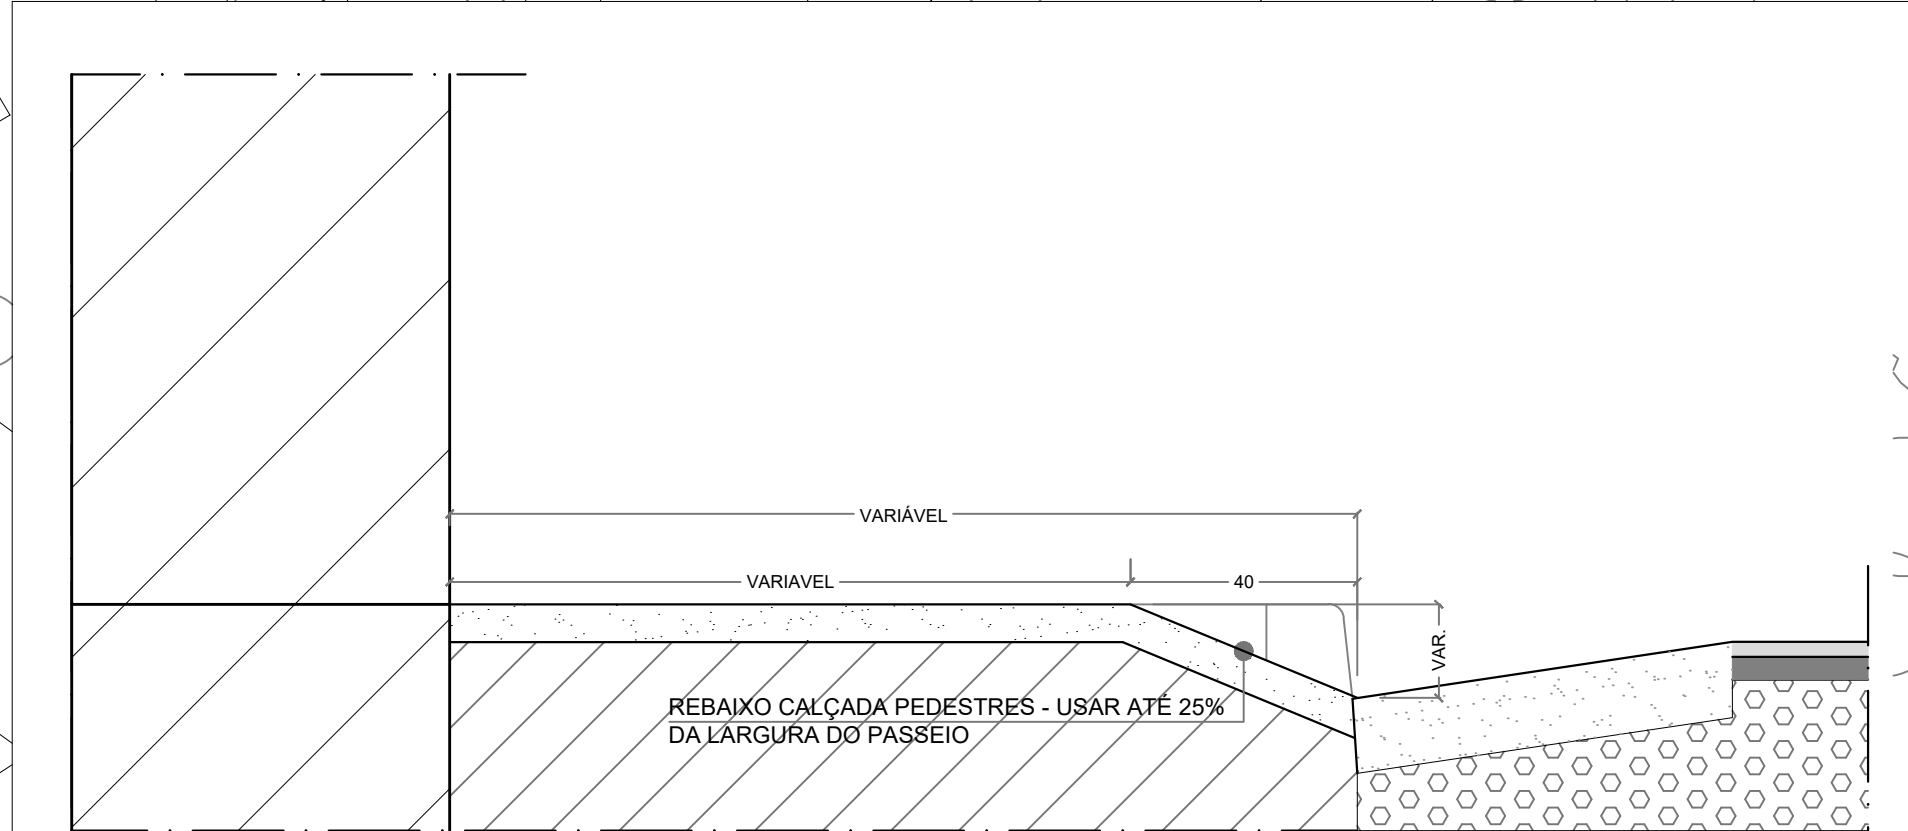 VARIÁVEL
VARIAVEL
40
VAR.
REBAIXO CALÇADA PEDESTRES - USAR ATÉ 25%
DA LARGURA DO PASSEIO